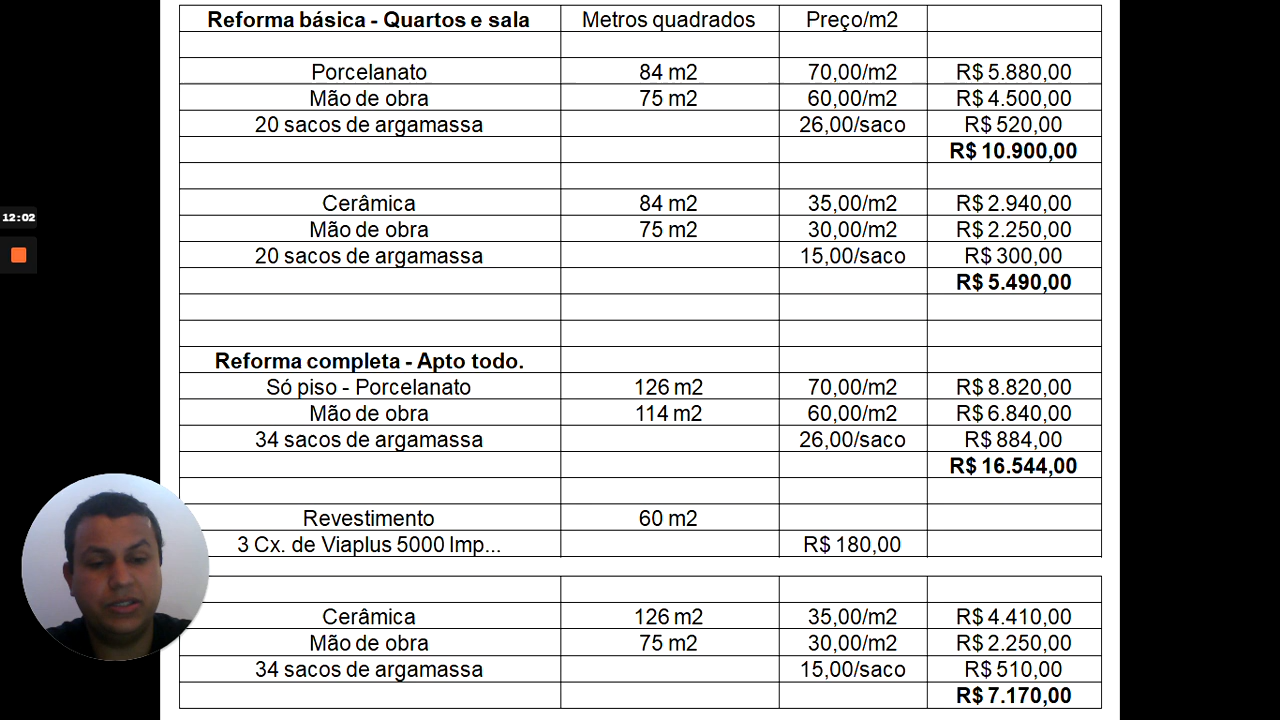 Reforma básica - Quartos e sala Metros quadrados Preço/m2
Porcelanato 84 m2 70,00/m2 R$ 5.880,00
Mão de obra 75 m2 60,00/m2 R$ 4.500,00
20 sacos de argamassa 26,00/saco R$ 520,00
R$ 10.900,00
Cerâmica 84 m2 35,00/m2 R$ 2.940,00
12:02
Mão de obra 75 m2 30,00/m2 R$ 2.250,00
20 sacos de argamassa 15,00/saco R$ 300,00
R$ 5.490,00
Reforma completa - Apto todo.
Só piso - Porcelanato 126 m2 70,00/m2 R$ 8.820,00
Mão de obra 114 m2 60,00/m2 R$ 6.840,00
34 sacos de argamassa 26,00/saco R$ 884,00
R$ 16.544,00
Revestimento 60 m2
3 Cx. de Viaplus 5000 Imp... R$ 180,00
Cerâmica 126 m2 35,00/m2 R$ 4.410,00
Mão de obra 75 m2 30,00/m2 R$ 2.250,00
34 sacos de argamassa 15,00/saco R$ 510,00
R$ 7.170,00